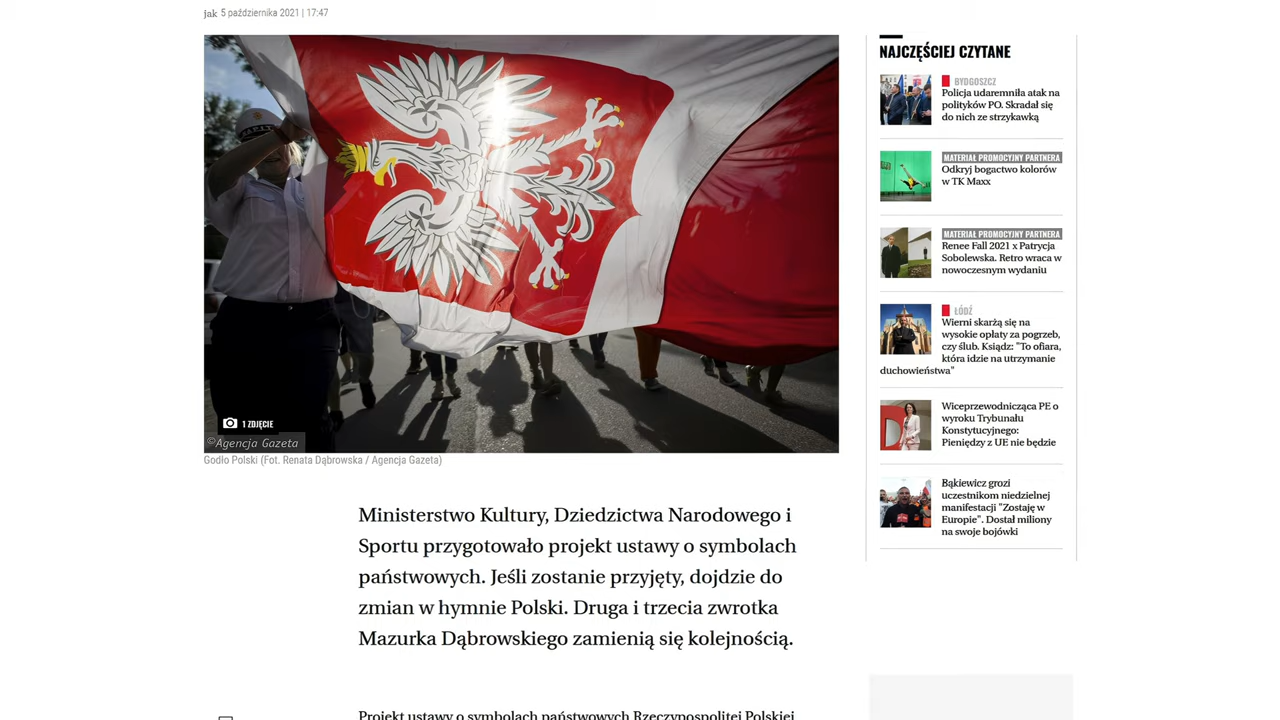 jak 5 października 2021 | 17:47
1 ZDJĘCIE
©Agencja Gazeta
Godło Polski (Fot. Renata Dąbrowska / Agencja Gazeta)
Ministerstwo Kultury, Dziedzictwa Narodowego i
Sportu przygotowało projekt ustawy o symbolach
państwowych. Jeśli zostanie przyjęty, dojdzie do
zmian w hymnie Polski. Druga i trzecia zwrotka
Mazurka Dąbrowskiego zamienią się kolejnością.
Projekt ustawy o symbolach państwowych Rzeczypospolitej Polskiej
NAJCZĘŚCIEJ CZYTANE
BYDGOSZCZ
Policja udaremniła atak na
polityków PO. Skradał się
do nich ze strzykawką
MATERIAŁ PROMOCYJNY PARTNERA
Odkryj bogactwo kolorów
w TK Maxx
MATERIAŁ PROMOCYJNY PARTNERA
Renee Fall 2021 x Patrycja
Sobolewska. Retro wraca w
nowoczesnym wydaniu
ŁÓDŹ
Wierni skarżą się na
wysokie opłaty za pogrzeb,
czy ślub. Ksiądz: "To ofiara,
która idzie na utrzymanie
duchowieństwa"
Wiceprzewodnicząca PE o
wyroku Trybunału
Konstytucyjnego:
Pieniędzy z UE nie będzie
Bąkiewicz grozi
uczestnikom niedzielnej
manifestacji "Zostaję w
Europie". Dostał miliony
na swoje bojówki